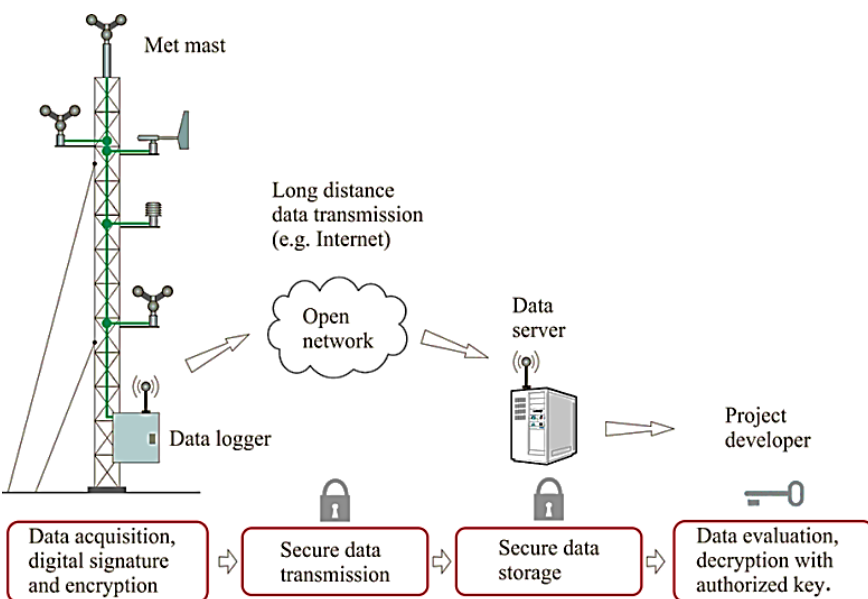 Met mast
Long distance
data transmission
(e.g. Internet)
Open
network
Data
server
Data logger
Project
developer
Data acquisition,
digital signature
and encryption
Secure data
transmission
Secure data
storage
Data evaluation,
decryption with
authorized key.